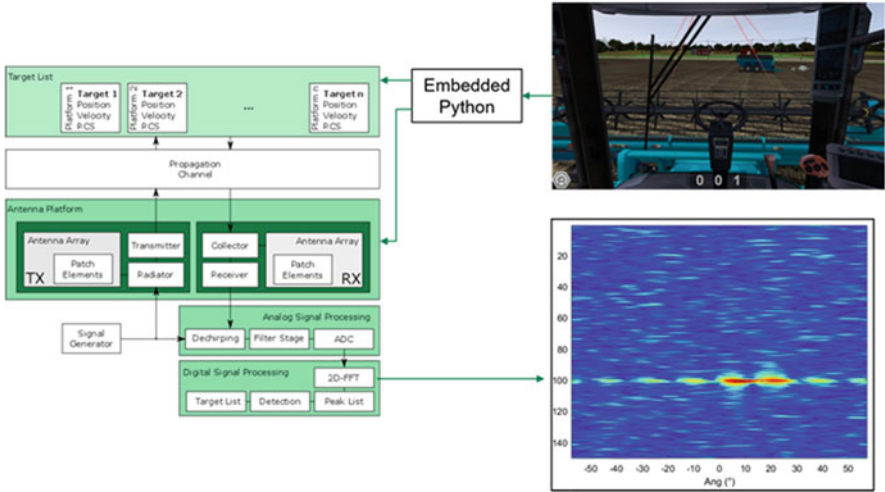 Target List
Platform 1
Target 1
Position
Velocity
RCS
Platform 2
Target 2
Position
Velocity
RCS
...
Platform n
Target n
Position
Velocity
RCS
Embedded
Python
Propagation
Channel
Antenna Platform
Antenna Array
Patch
Elements
TX
Transmitter
Radiator
Collector
Receiver
Antenna Array
Patch
Elements
RX
Signal
Generator
Analog Signal Processing
Dechirping
Filter Stage
ADC
Digital Signal Processing
2D-FFT
Target List
Detection
Peak List
0 0 1
20
40
60
80
100
120
140
-50 -40 -30 -20 -10 0 10 20 30 40 50
Ang (°)